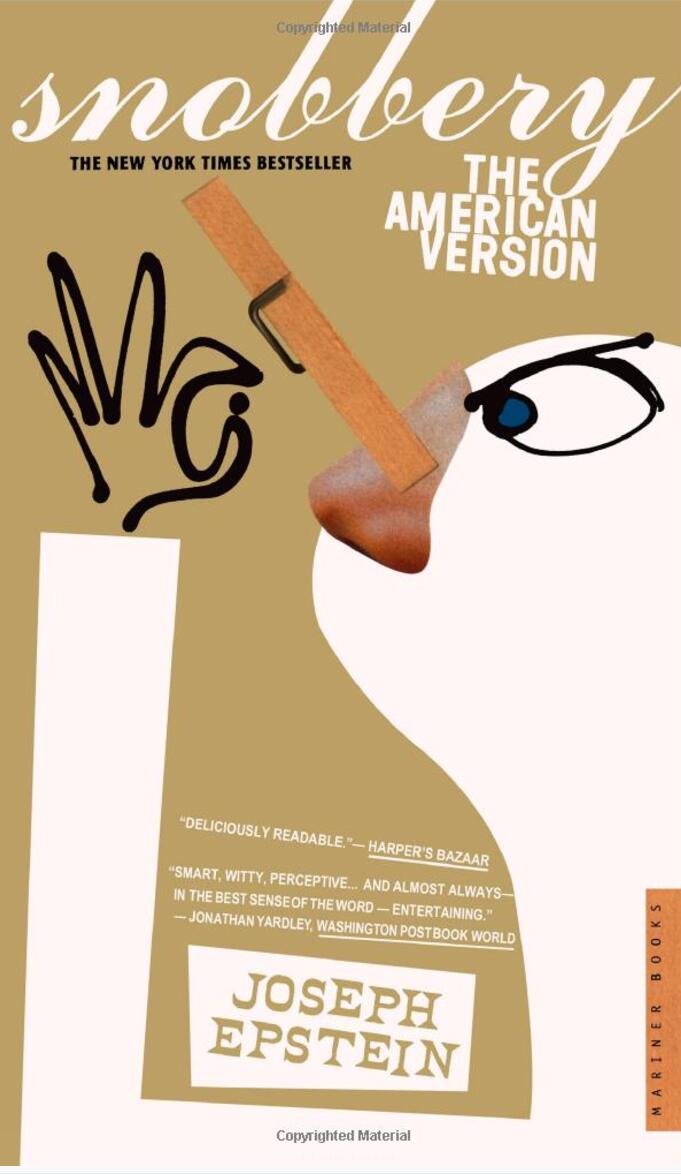 Copyrighted Material
snobbery
THE NEW YORK TIMES BESTSELLER
THE
AMERICAN
VERSION
“DELICIOUSLY READABLE.”— HARPER’S BAZAAR
“SMART, WITTY, PERCEPTIVE... AND ALMOST ALWAYS—
IN THE BEST SENSE OF THE WORD — ENTERTAINING.”
— JONATHAN YARDLEY, WASHINGTON POST BOOK WORLD
JOSEPH
EPSTEIN
MARINER BOOKS
Copyrighted Material